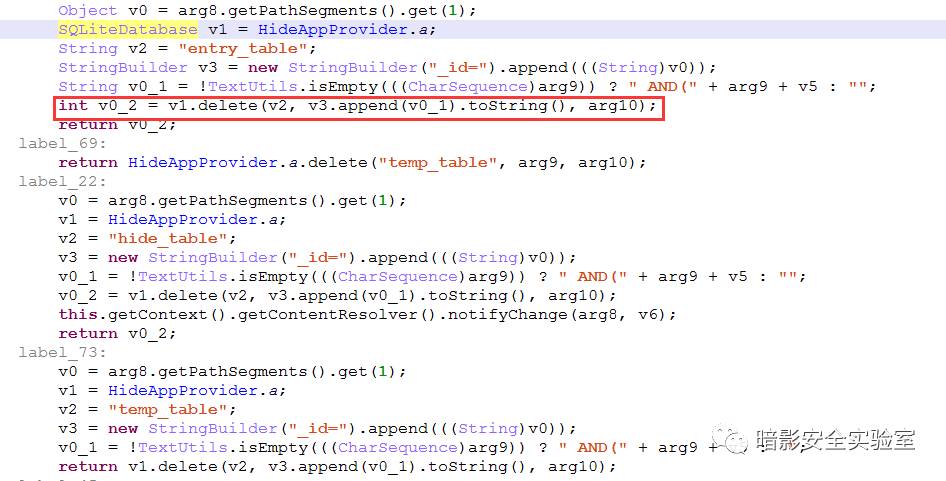 Object v0 = arg8.getPathSegments().get(1);
SQLiteDatabase v1 = HideAppProvider.a;
String v2 = "entry_table";
StringBuilder v3 = new StringBuilder("_id=").append(((String)v0));
String v0_1 = !TextUtils.isEmpty(((CharSequence)arg9)) ? " AND(" + arg9 + v5 : "";
int v0_2 = v1.delete(v2, v3.append(v0_1).toString(), arg10);
return v0_2;
label_69:
return HideAppProvider.a.delete("temp_table", arg9, arg10);
label_22:
v0 = arg8.getPathSegments().get(1);
v1 = HideAppProvider.a;
v2 = "hide_table";
v3 = new StringBuilder("_id=").append(((String)v0));
v0_1 = !TextUtils.isEmpty(((CharSequence)arg9)) ? " AND(" + arg9 + v5 : "";
v0_2 = v1.delete(v2, v3.append(v0_1).toString(), arg10);
this.getContext().getContentResolver().notifyChange(arg8, v6);
return v0_2;
label_73:
v0 = arg8.getPathSegments().get(1);
v1 = HideAppProvider.a;
v2 = "temp_table";
v3 = new StringBuilder("_id=").append(((String)v0));
v0_1 = !TextUtils.isEmpty(((CharSequence)arg9)) ? " AND(" + arg9 + : "";
暗影安全实验室
return v1.delete(v2, v3.append(v0_1).toString(), arg10);